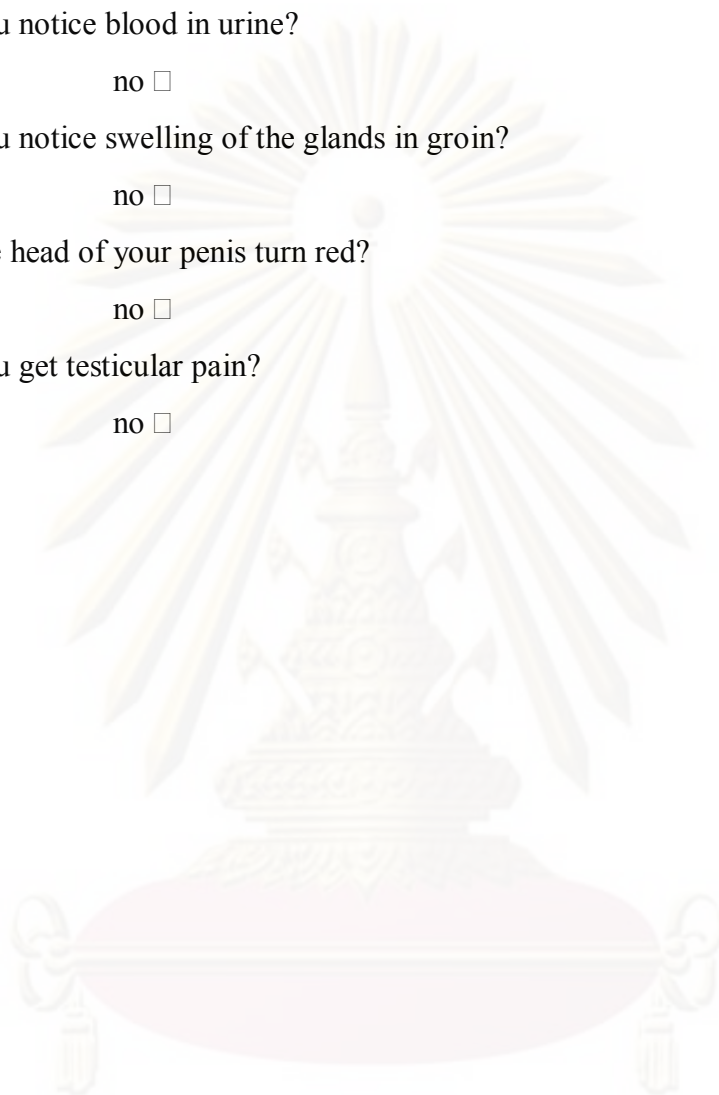 notice blood in urine?
no □
notice swelling of the glands in groin?
no □
head of your penis turn red?
no □
get testicular pain?
no □